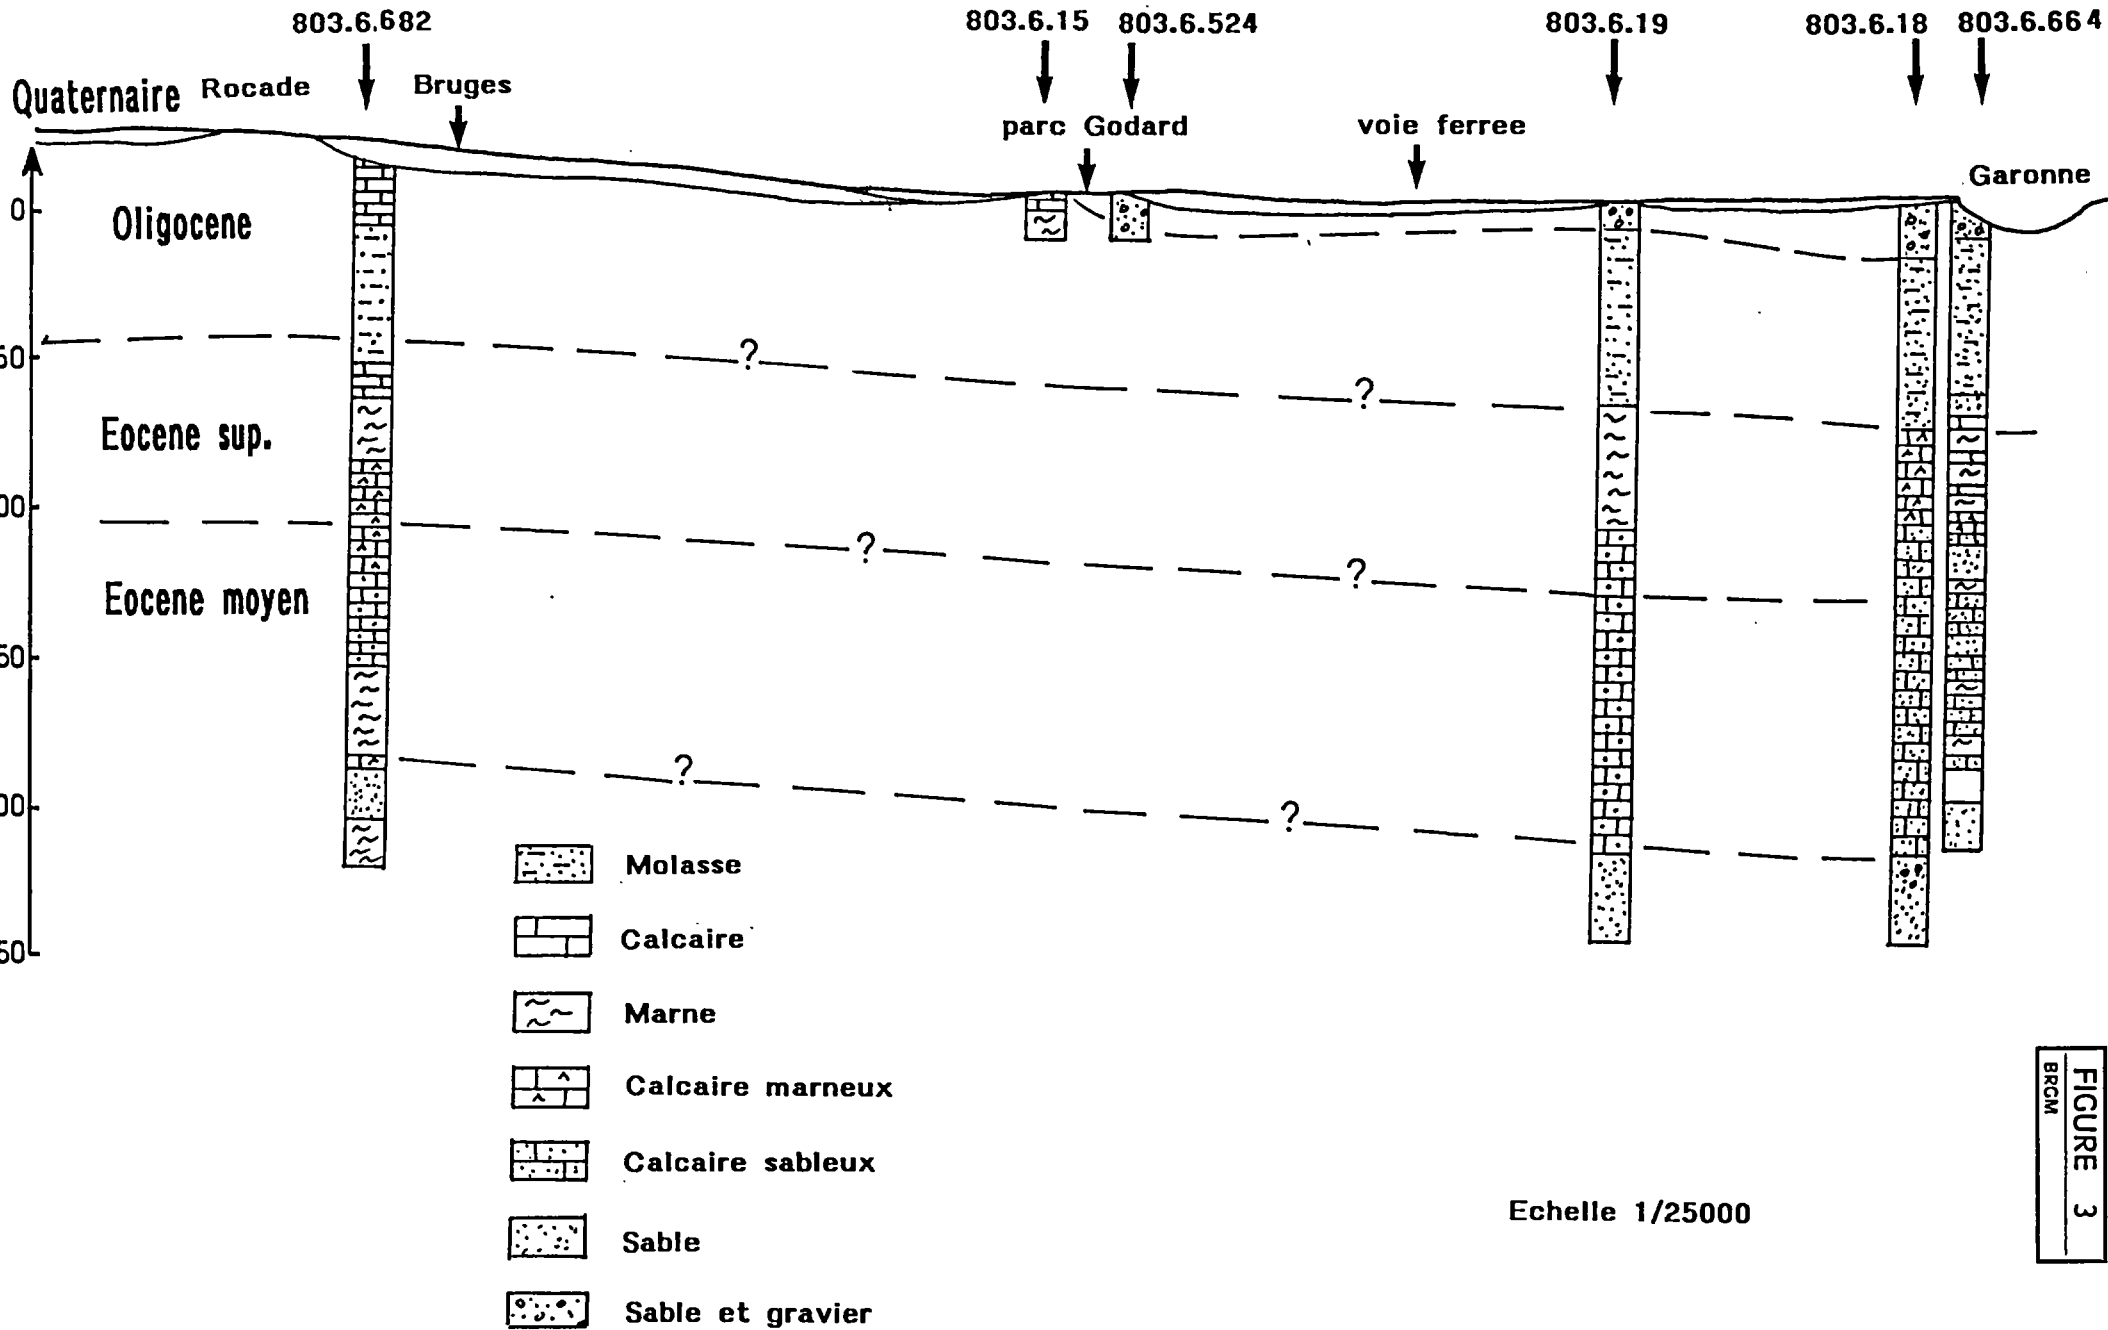 803.6.682 803.6.15 803.6.524 803.6.19 803.6.18 803.6.664
Quaternaire Rocade Bruges
parc Godard voie ferree
Garonne
0
Oligocene
50
?
?
Eocene sup.
00
?
?
Eocene moyen
50
?
00
?
50
Molasse
Calcaire
Marne
Calcaire marneux
Calcaire sableux
Sable
Sable et gravier
Echelle 1/25000
FIGURE 3
BRGM